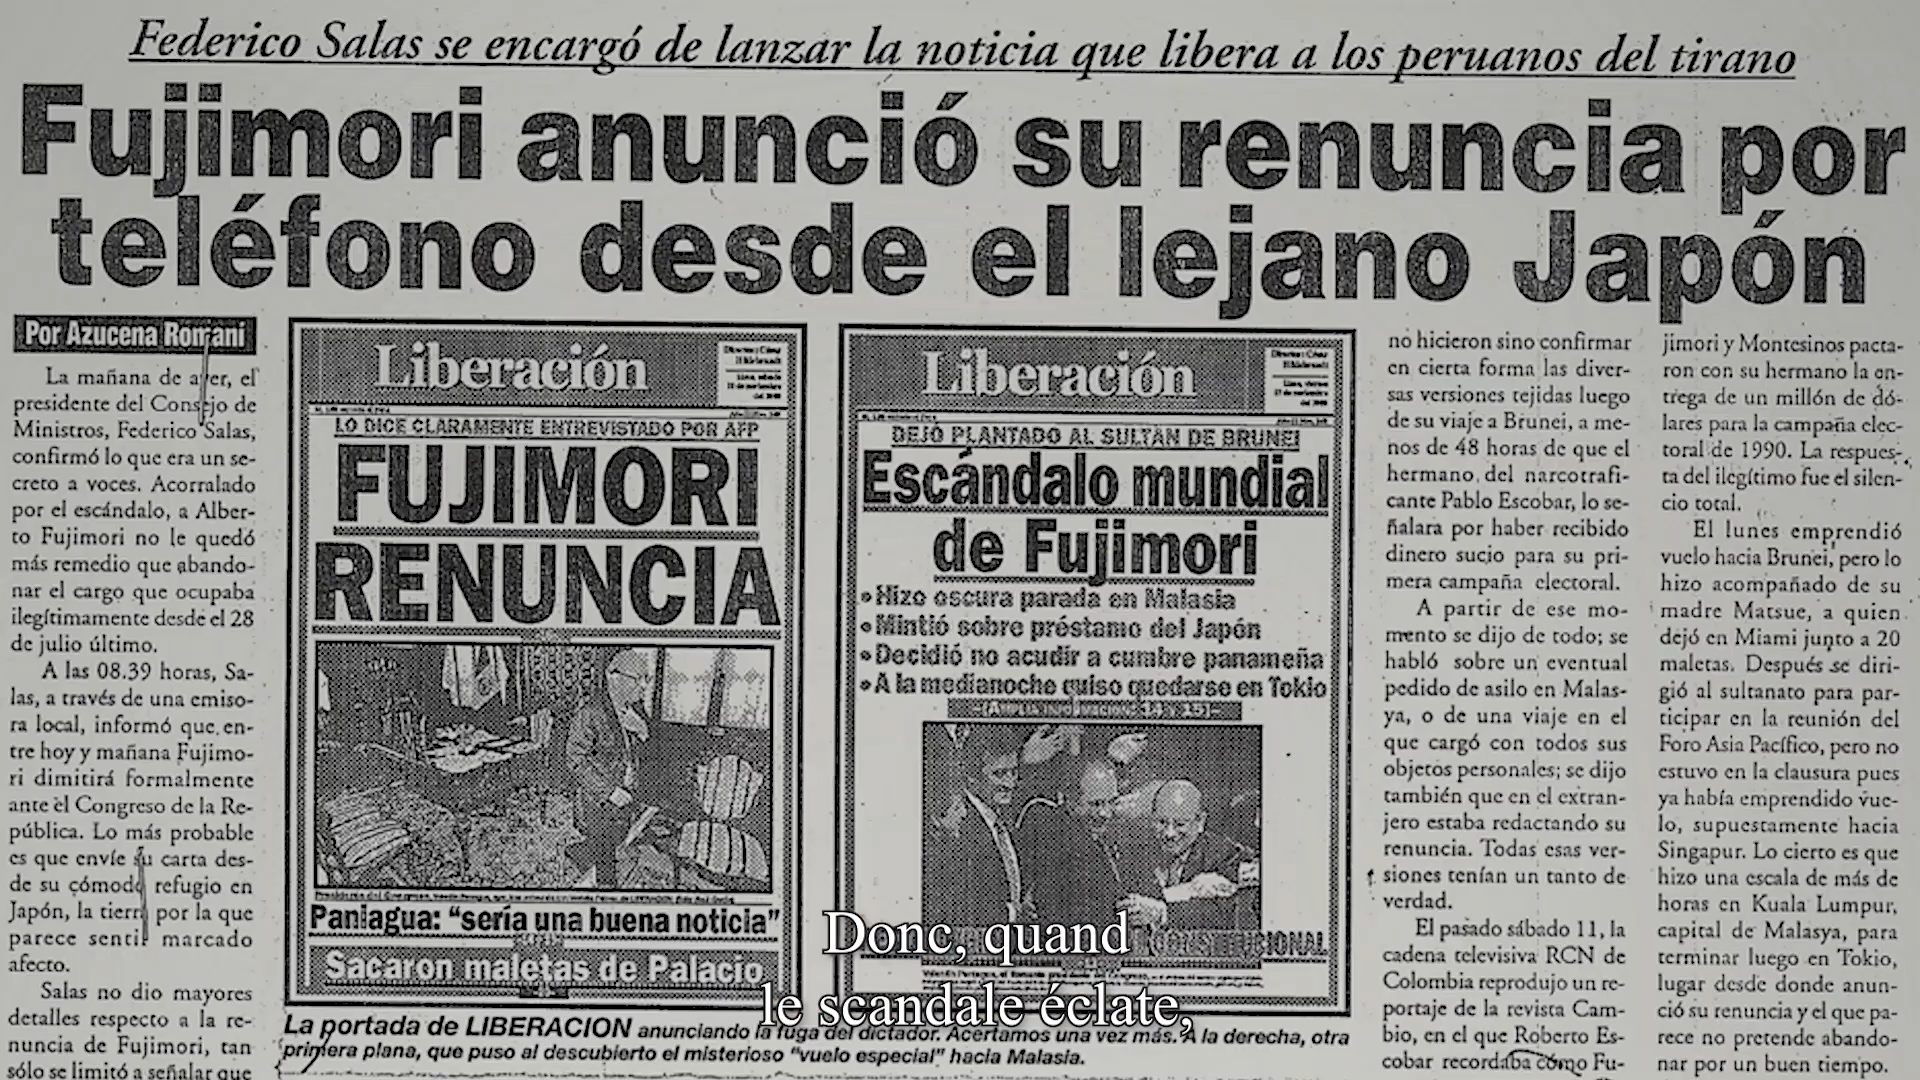 Federico Salas se encargó de lanzar la noticia que libera a los peruanos del tirano
Fujimori anunció su renuncia por
teléfono desde el lejano Japón
Por Azucena Romaní
La mañana de ayer, el
presidente del Consejo de
Ministros, Federico Salas,
confirmó lo que era un se-
creto a voces. Acorralado
por el escándalo, a Alber-
to Fujimori no le quedó
más remedio que abando-
nar el cargo que ocupaba
ilegítimamente desde el 28
de julio último.
A las 08.39 horas, Sa-
las, a través de una emiso-
ra local, informó que en-
tre hoy y mañana Fujimo-
ri dimitirá formalmente
ante el Congreso de la Re-
pública. Lo más probable
es que envíe su carta des-
de su cómodo refugio en
Japón, la tierra por la que
parece sentir marcado
afecto.
Salas no dio mayores
detalles respecto a la re-
nuncia de Fujimori, tan
sólo se limitó a señalar que
Liberación
LO DICE CLARAMENTE ENTREVISTADO POR AFP
FUJIMORI
RENUNCIA
Paniagua: "sería una buena noticia"
Sacaron maletas de Palacio
Liberación
DEJO PLANTADO AL SULTAN DE BRUNEI
Escándalo mundial
de Fujimori
• Hizo oscura parada en Malasia
• Mintió sobre préstamo del Japón
• Decidió no acudir a cumbre panameña
• A la medianoche quiso quedarse en Tokio
La portada de LIBERACION anunciando la fuga del dictador. Acertamos una vez más. A la derecha, otra
primera plana, que puso al descubierto el misterioso "vuelo especial" hacia Malasia.
no hicieron sino confirmar
en cierta forma las diver-
sas versiones tejidas luego
de su viaje a Brunei, a me-
nos de 48 horas de que el
hermano del narcotrafi-
cante Pablo Escobar, lo se-
ñalara por haber recibido
dinero sucio para su pri-
mera campaña electoral.
A partir de ese mo-
mento se dijo de todo; se
habló sobre un eventual
pedido de asilo en Malas-
ya, o de una viaje en el
que cargó con todos sus
objetos personales; se dijo
también que en el extran-
jero estaba redactando su
renuncia. Todas esas ver-
siones tenían un tanto de
verdad.
El pasado sábado 11, la
cadena televisiva RCN de
Colombia reprodujo un re-
portaje de la revista Cam-
bio, en el que Roberto Es-
cobar recordaba cómo Fu-
jimori y Montesinos pacta-
ron con su hermano la en-
trega de un millón de dó-
lares para la campaña elec-
toral de 1990. La respues-
ta del ilegítimo fue el silen-
cio total.
El lunes emprendió
vuelo hacia Brunei, pero lo
hizo acompañado de su
madre Matsue, a quien
dejó en Miami junto a 20
maletas. Después se diri-
gió al sultanato para par-
ticipar en la reunión del
Foro Asia Pacífico, pero no
estuvo en la clausura pues
ya había emprendido vue-
lo, supuestamente hacia
Singapur. Lo cierto es que
hizo una escala de más de
horas en Kuala Lumpur,
capital de Malasya, para
terminar luego en Tokio,
lugar desde donde anun-
ció su renuncia y el que pa-
rece no pretende abando-
nar por un buen tiempo.
Donc, quand
le scandale éclate,